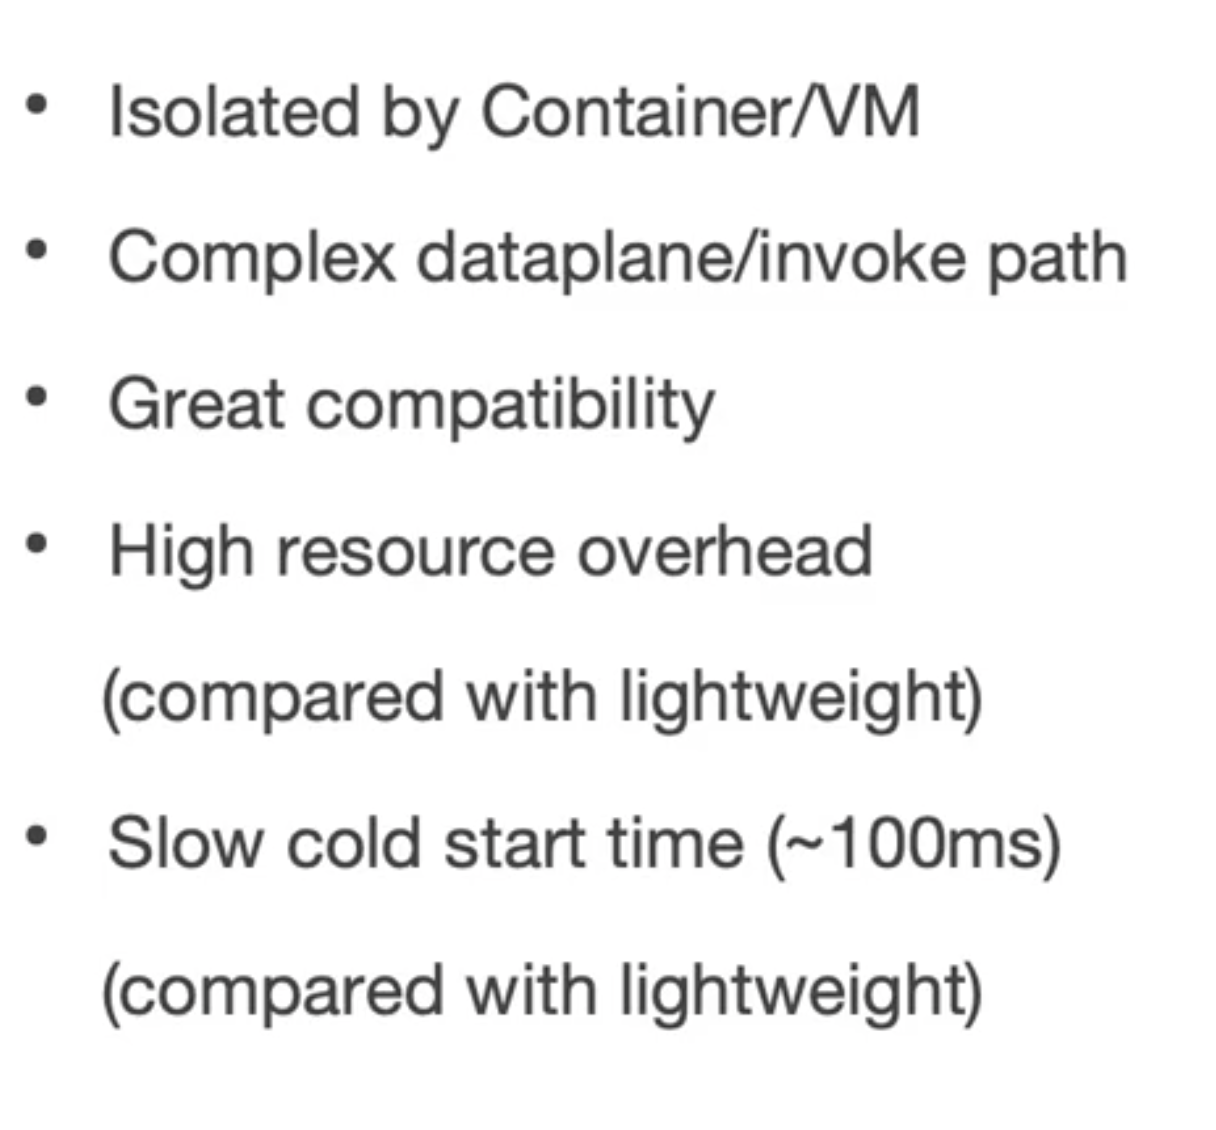 • Isolated by Container/VM
• Complex dataplane/invoke path
• Great compatibility
• High resource overhead
(compared with lightweight)
• Slow cold start time (~100ms)
(compared with lightweight)